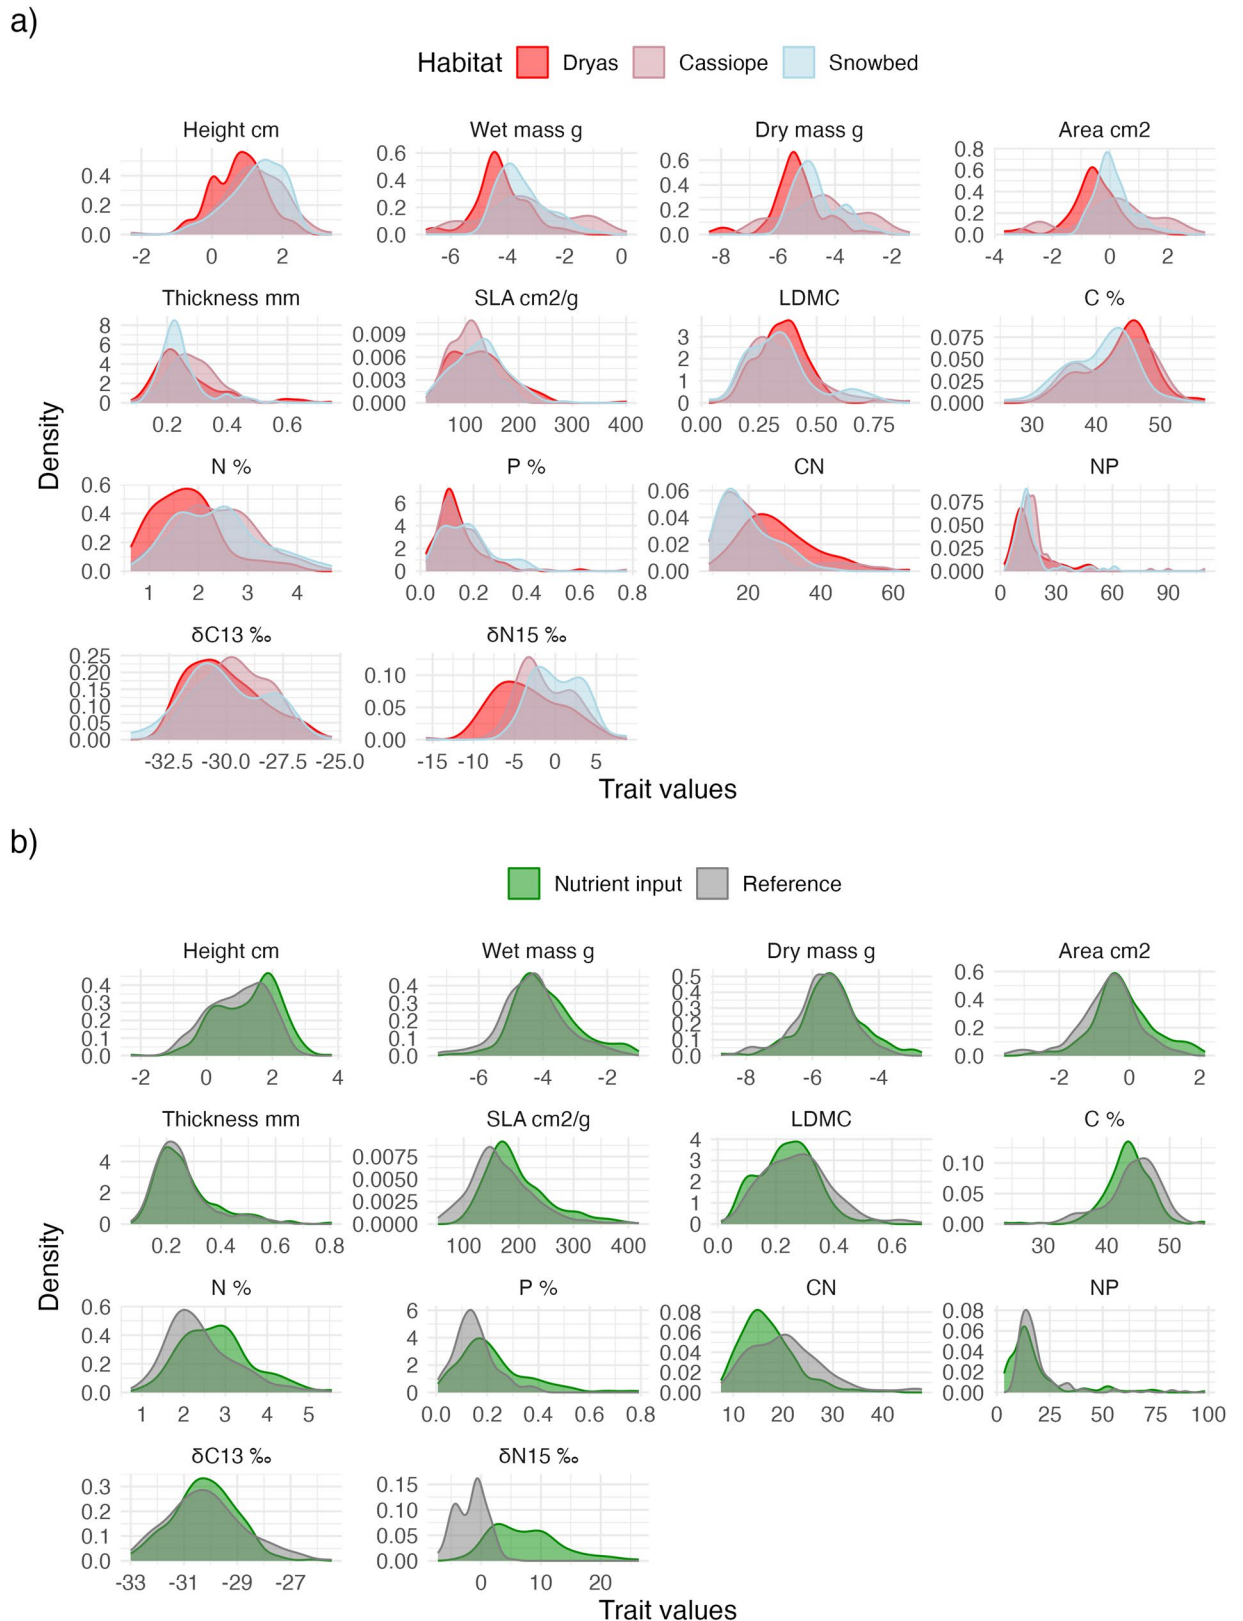 a)
Habitat Dryas Cassiope Snowbed
Height cm Wet mass g Dry mass g Area cm2
0.4 0.2 0.0
0.6 0.4 0.2 0.0
0.6 0.4 0.2 0.0
0.8 0.6 0.4 0.2 0.0
-2 0 2
-6 -4 -2 0
-8 -6 -4 -2
-4 -2 0 2
Thickness mm SLA cm2/g LDMC C %
8 6 4 2 0
0.009 0.006 0.003 0.000
3 2 1 0
0.075 0.050 0.025 0.000
0.2 0.4 0.6
100 200 300 400
0.00 0.25 0.50 0.75
30 40 50
N % P % CN NP
0.6 0.4 0.2 0.0
6 4 2 0
0.06 0.04 0.02 0.00
0.075 0.050 0.025 0.000
1 2 3 4
0.0 0.2 0.4 0.6 0.8
20 40 60
0 30 60 90
δC13 ‰ δN15 ‰
0.25 0.20 0.15 0.10 0.05 0.00
0.10 0.05 0.00
-32.5 -30.0 -27.5 -25.0
-15 -10 -5 0 5
Density
Trait values
b)
Nutrient input Reference
Height cm Wet mass g Dry mass g Area cm2
0.4 0.3 0.2 0.1 0.0
0.4 0.3 0.2 0.1 0.0
0.5 0.4 0.3 0.2 0.1 0.0
0.6 0.4 0.2 0.0
-2 0 2 4
-6 -4 -2
-8 -6 -4
-2 0 2
Thickness mm SLA cm2/g LDMC C %
4 2 0
0.0075 0.0050 0.0025 0.0000
4 3 2 1 0
0.10 0.05 0.00
0.2 0.4 0.6 0.8
100 200 300 400
0.0 0.2 0.4 0.6
30 40 50
N % P % CN NP
0.6 0.4 0.2 0.0
6 4 2 0
0.08 0.06 0.04 0.02 0.00
0.08 0.06 0.04 0.02 0.00
1 2 3 4 5
0.0 0.2 0.4 0.6 0.8
10 20 30 40
0 25 50 75 100
δC13 ‰ δN15 ‰
0.3 0.2 0.1 0.0
0.15 0.10 0.05 0.00
-33 -31 -29 -27
0 10 20
Density
Trait values